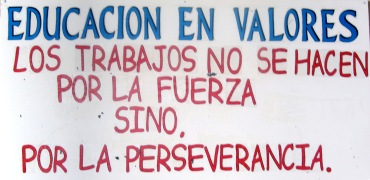 EDUCACION EN VALORES
LOS TRABAJOS NO SE HACEN
POR LA FUERZA
SINO,
POR LA PERSEVERANCIA.